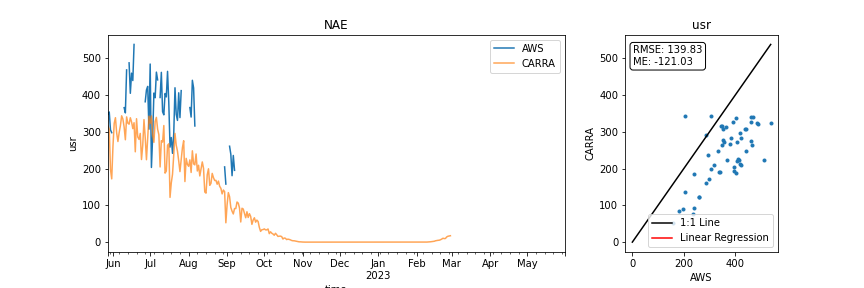 NAE
usr
AWS
CARRA
500
400
300
200
100
0
Jun
Jul
Aug
Sep
Oct
Nov
Dec
Jan
2023
Feb
Mar
Apr
May
usr
time
usr
RMSE: 139.83
ME: -121.03
CARRA
500
400
300
200
100
0
1:1 Line
Linear Regression
0
200
400
AWS